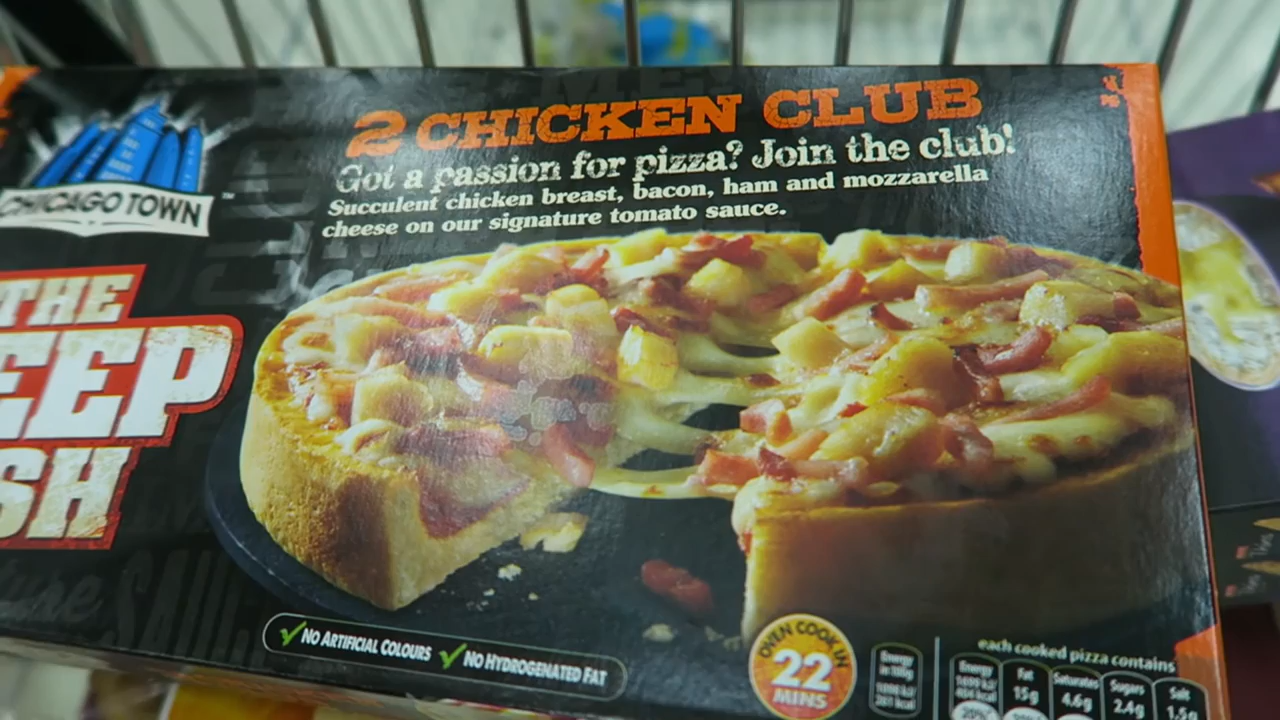 2 CHICKEN CLUB
Got a passion for pizza? Join the club!
Succulent chicken breast, bacon, ham and mozzarella
cheese on our signature tomato sauce.
CHICAGO TOWN
THE
EEP
SH
✓ NO ARTIFICIAL COLOURS ✓ NO HYDROGENATED FAT
OVEN COOK IN
22
MINS
each cooked pizza contains
Energy
Fat
15g
Saturates
4.6g
Sugars
2.4g
Salt
1.5g